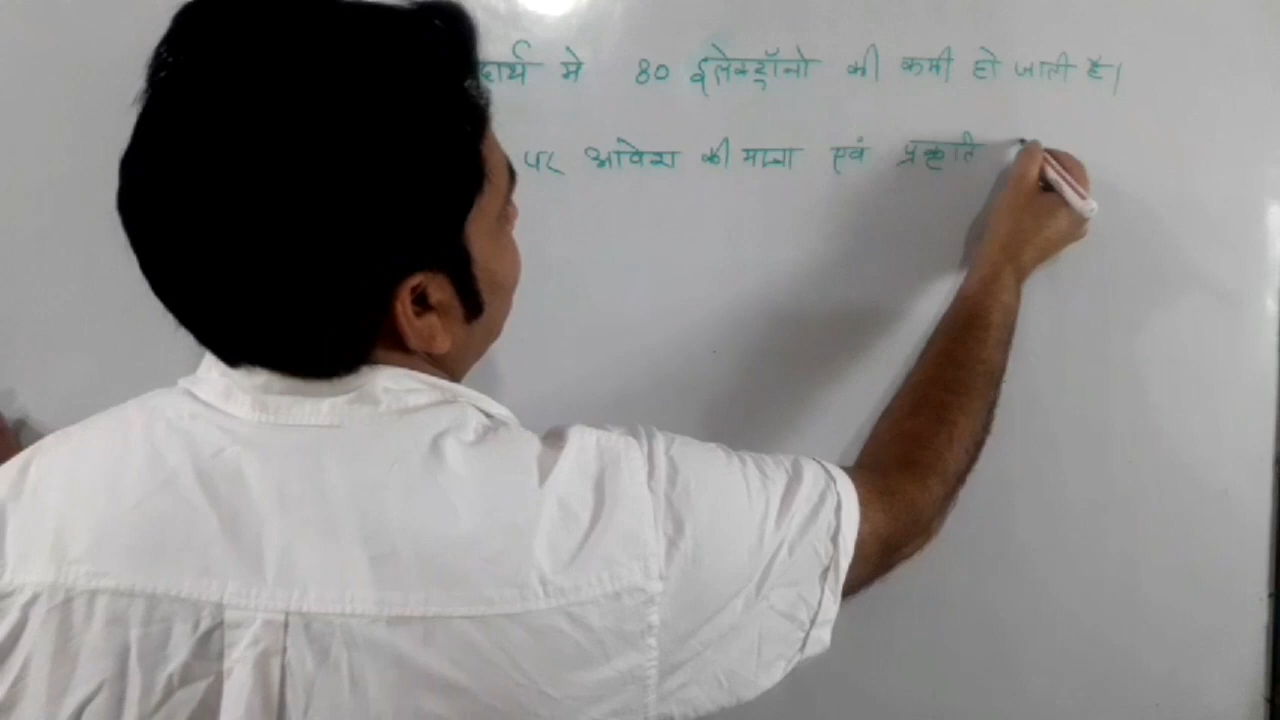 में 80 इलेक्ट्रॉनो की कमी हो जाती है।
पर आवेश की मात्रा एवं प्रकृति